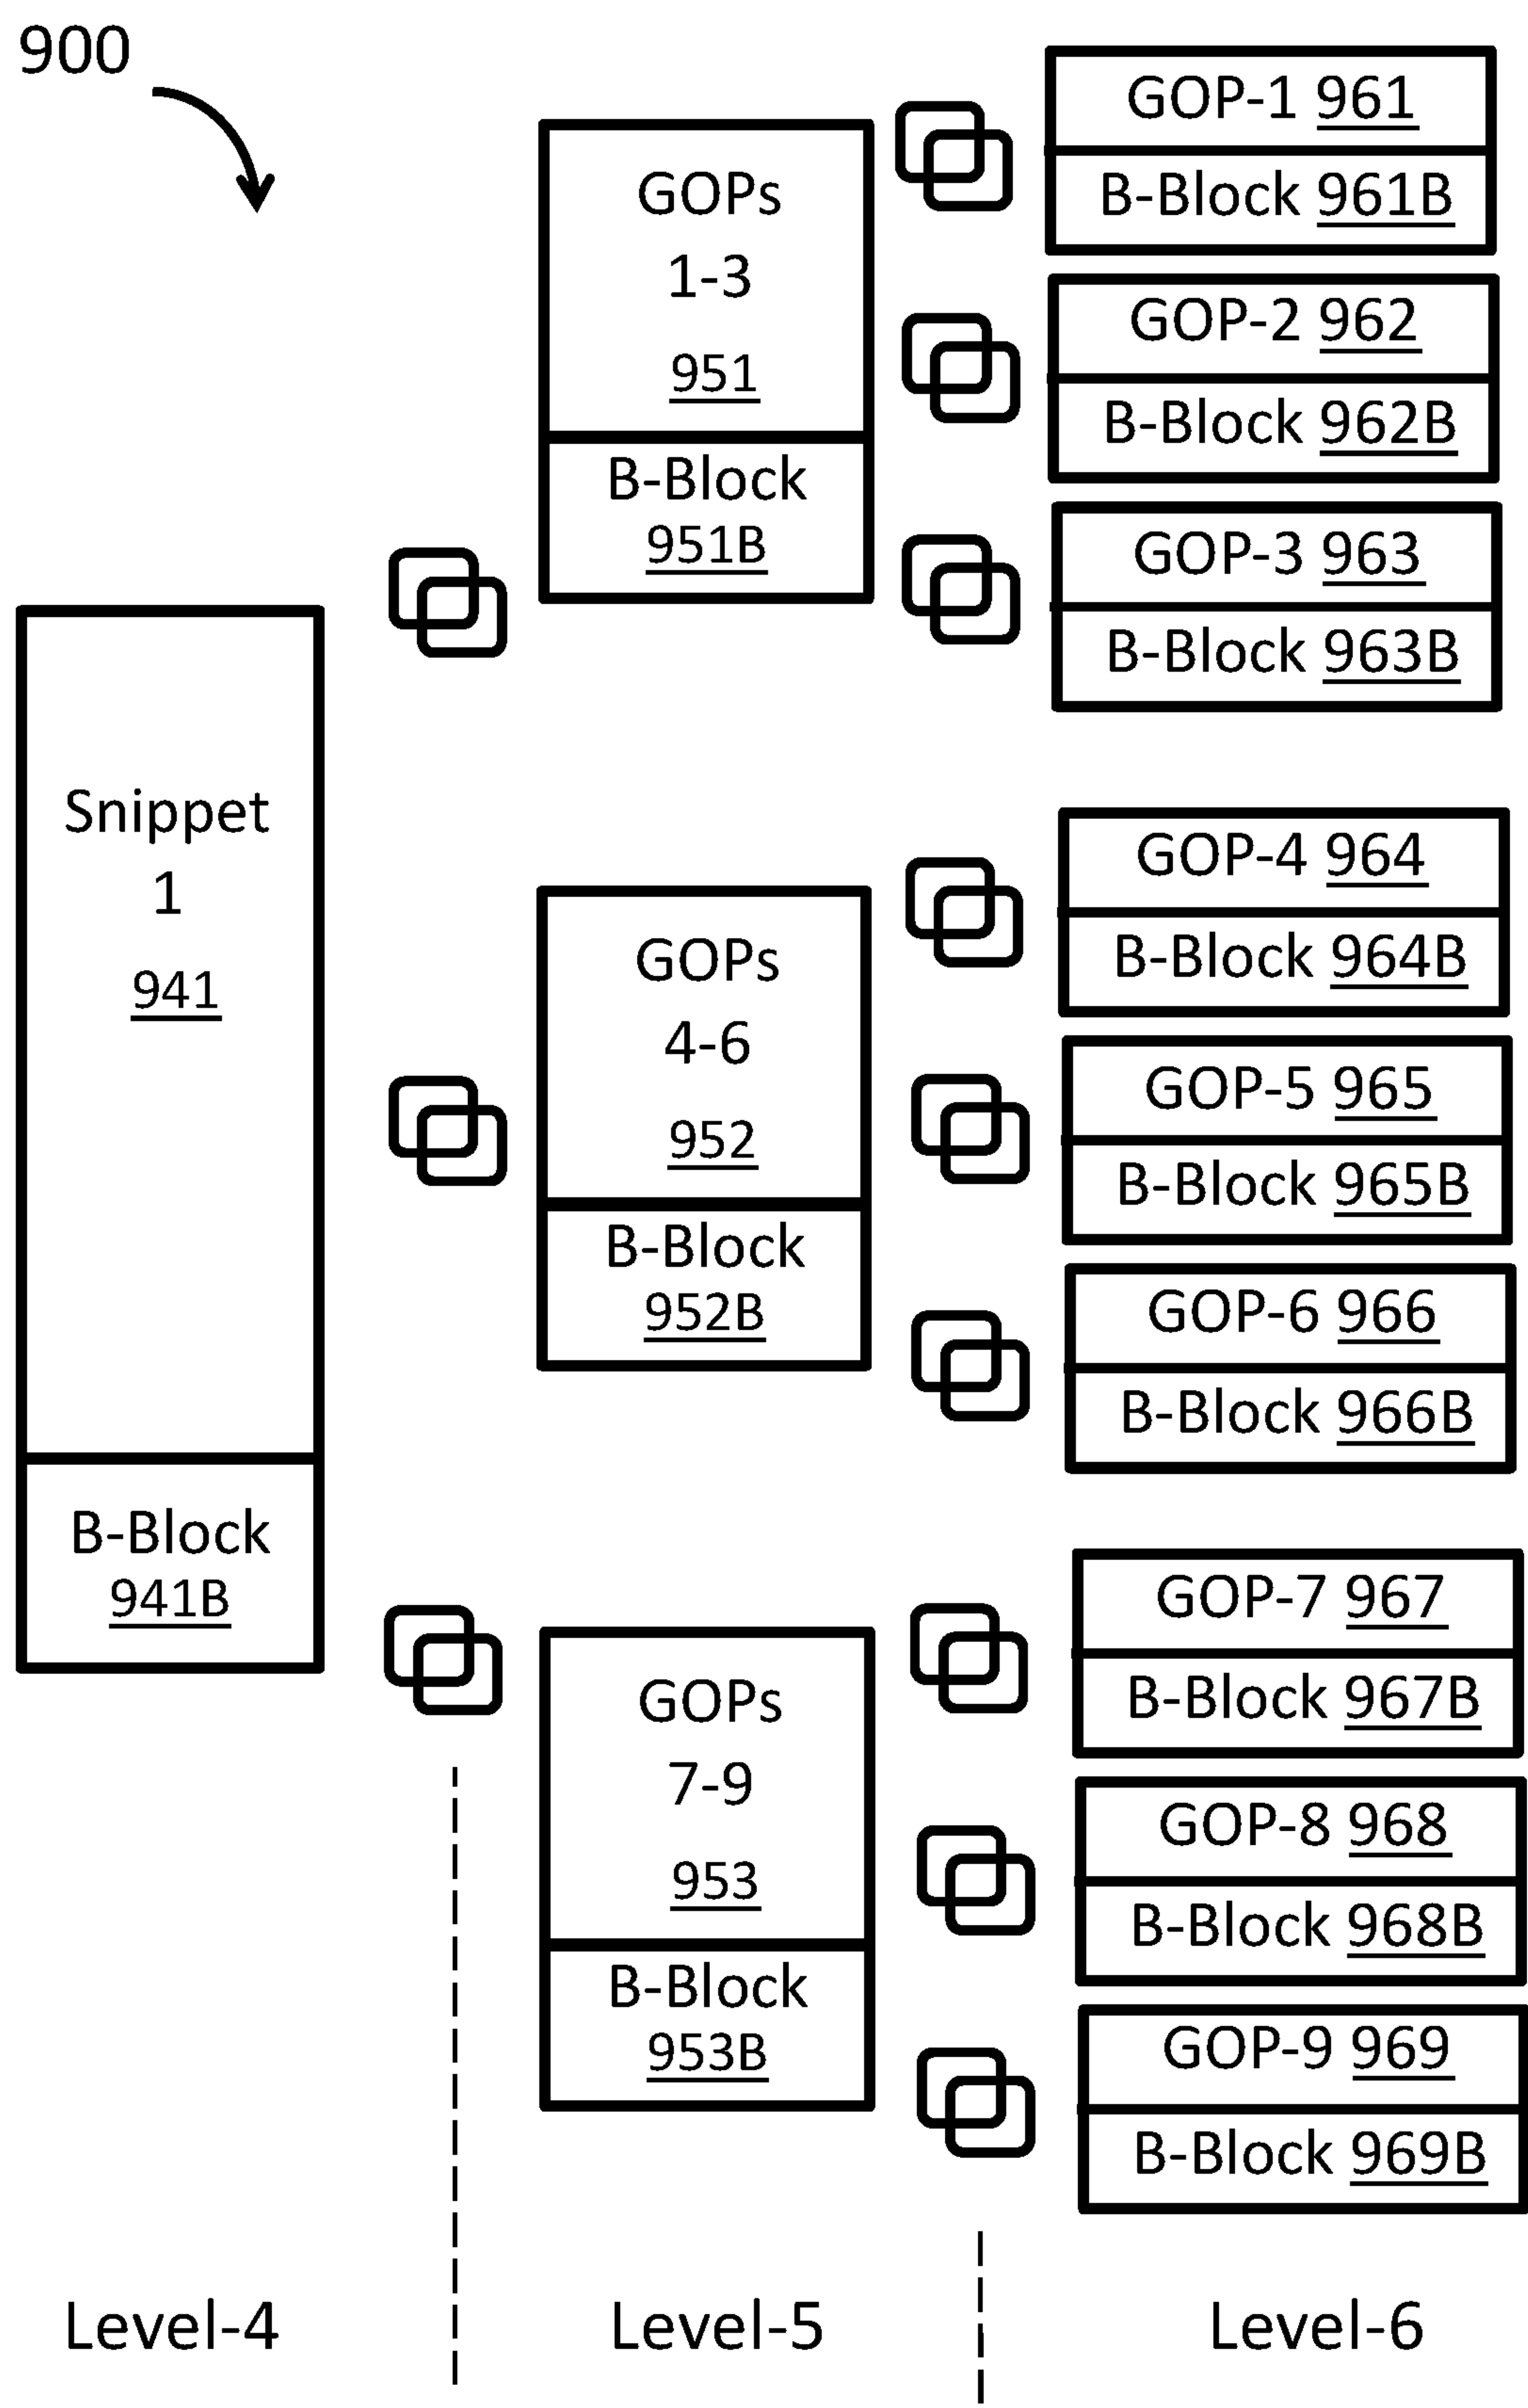 900
Snippet
1
941
B-Block
941B
GOPs
1-3
951
B-Block
951B
GOPs
4-6
952
B-Block
952B
GOPs
7-9
953
B-Block
953B
GOP-1 961
B-Block 961B
GOP-2 962
B-Block 962B
GOP-3 963
B-Block 963B
GOP-4 964
B-Block 964B
GOP-5 965
B-Block 965B
GOP-6 966
B-Block 966B
GOP-7 967
B-Block 967B
GOP-8 968
B-Block 968B
GOP-9 969
B-Block 969B
Level-4
Level-5
Level-6